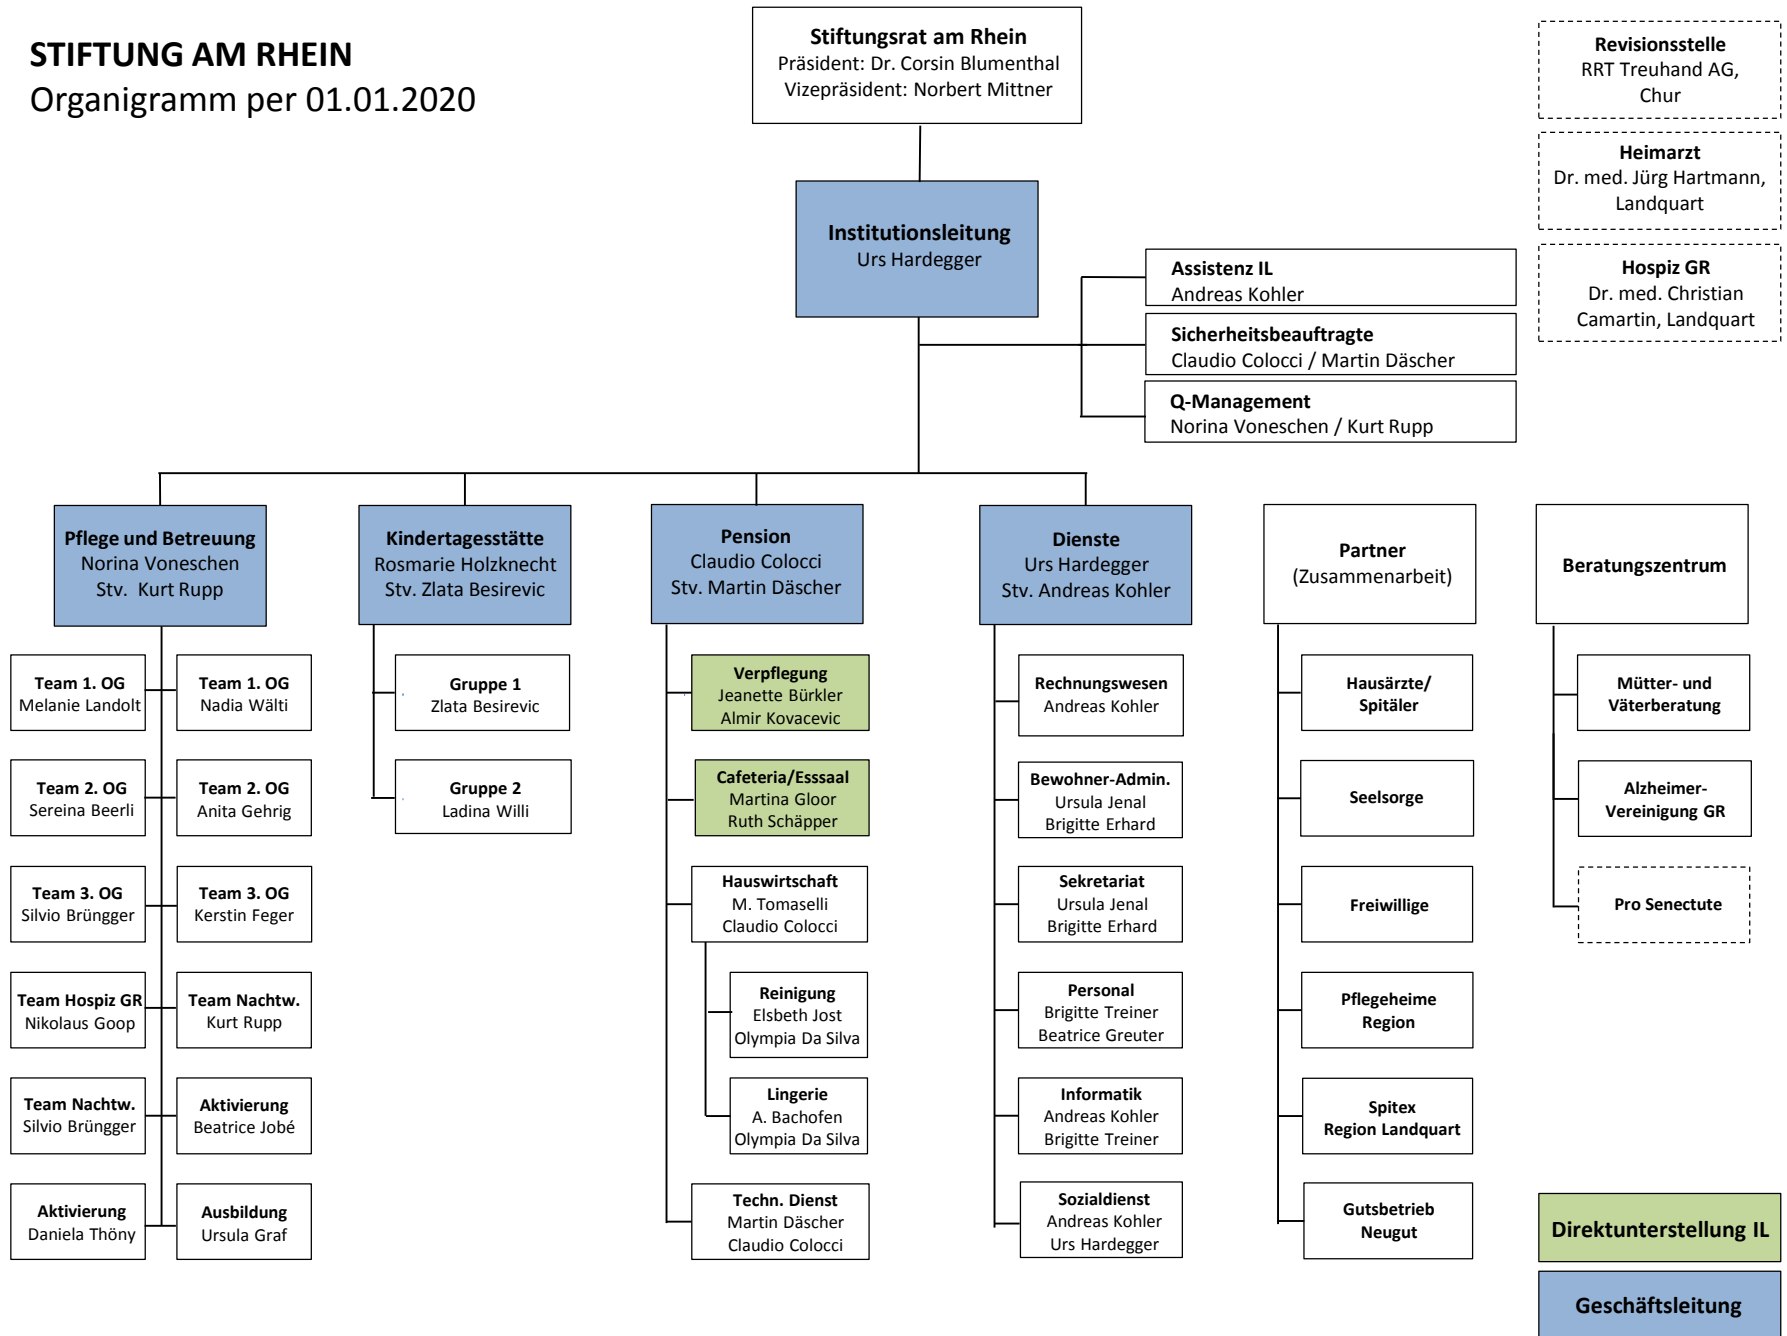 STIFTUNG AM RHEIN
Organigramm per 01.01.2020
Stiftungsrat am Rhein
Präsident: Dr. Corsin Blumenthal
Vizepräsident: Norbert Mittner
Revisionsstelle
RRT Treuhand AG,
Chur
Heimarzt
Dr. med. Jürg Hartmann,
Landquart
Hospiz GR
Dr. med. Christian
Camartin, Landquart
Institutionsleitung
Urs Hardegger
Assistenz IL
Andreas Kohler
Sicherheitsbeauftragte
Claudio Colocci / Martin Däscher
Q-Management
Norina Voneschen / Kurt Rupp
Pflege und Betreuung
Norina Voneschen
Stv. Kurt Rupp
Team 1. OG
Melanie Landolt
Team 1. OG
Nadia Wälti
Team 2. OG
Sereina Beerli
Team 2. OG
Anita Gehrig
Team 3. OG
Silvio Brüngger
Team 3. OG
Kerstin Feger
Team Hospiz GR
Nikolaus Goop
Team Nachtw.
Kurt Rupp
Team Nachtw.
Silvio Brüngger
Aktivierung
Beatrice Jobé
Aktivierung
Daniela Thöny
Ausbildung
Ursula Graf
Kindertagesstätte
Rosmarie Holzknecht
Stv. Zlata Besirevic
Gruppe 1
Zlata Besirevic
Gruppe 2
Ladina Willi
Pension
Claudio Colocci
Stv. Martin Däscher
Verpflegung
Jeanette Bürkler
Almir Kovacevic
Cafeteria/Esssaal
Martina Gloor
Ruth Schäpper
Hauswirtschaft
M. Tomaselli
Claudio Colocci
Reinigung
Elsbeth Jost
Olympia Da Silva
Lingerie
A. Bachofen
Olympia Da Silva
Techn. Dienst
Martin Däscher
Claudio Colocci
Dienste
Urs Hardegger
Stv. Andreas Kohler
Rechnungswesen
Andreas Kohler
Bewohner-Admin.
Ursula Jenal
Brigitte Erhard
Sekretariat
Ursula Jenal
Brigitte Erhard
Personal
Brigitte Treiner
Beatrice Greuter
Informatik
Andreas Kohler
Brigitte Treiner
Sozialdienst
Andreas Kohler
Urs Hardegger
Partner
(Zusammenarbeit)
Hausärzte/
Spitäler
Seelsorge
Freiwillige
Pflegeheime
Region
Spitex
Region Landquart
Gutsbetrieb
Neugut
Beratungszentrum
Mütter- und
Väterberatung
Alzheimer-
Vereinigung GR
Pro Senectute
Direktunterstellung IL
Geschäftsleitung